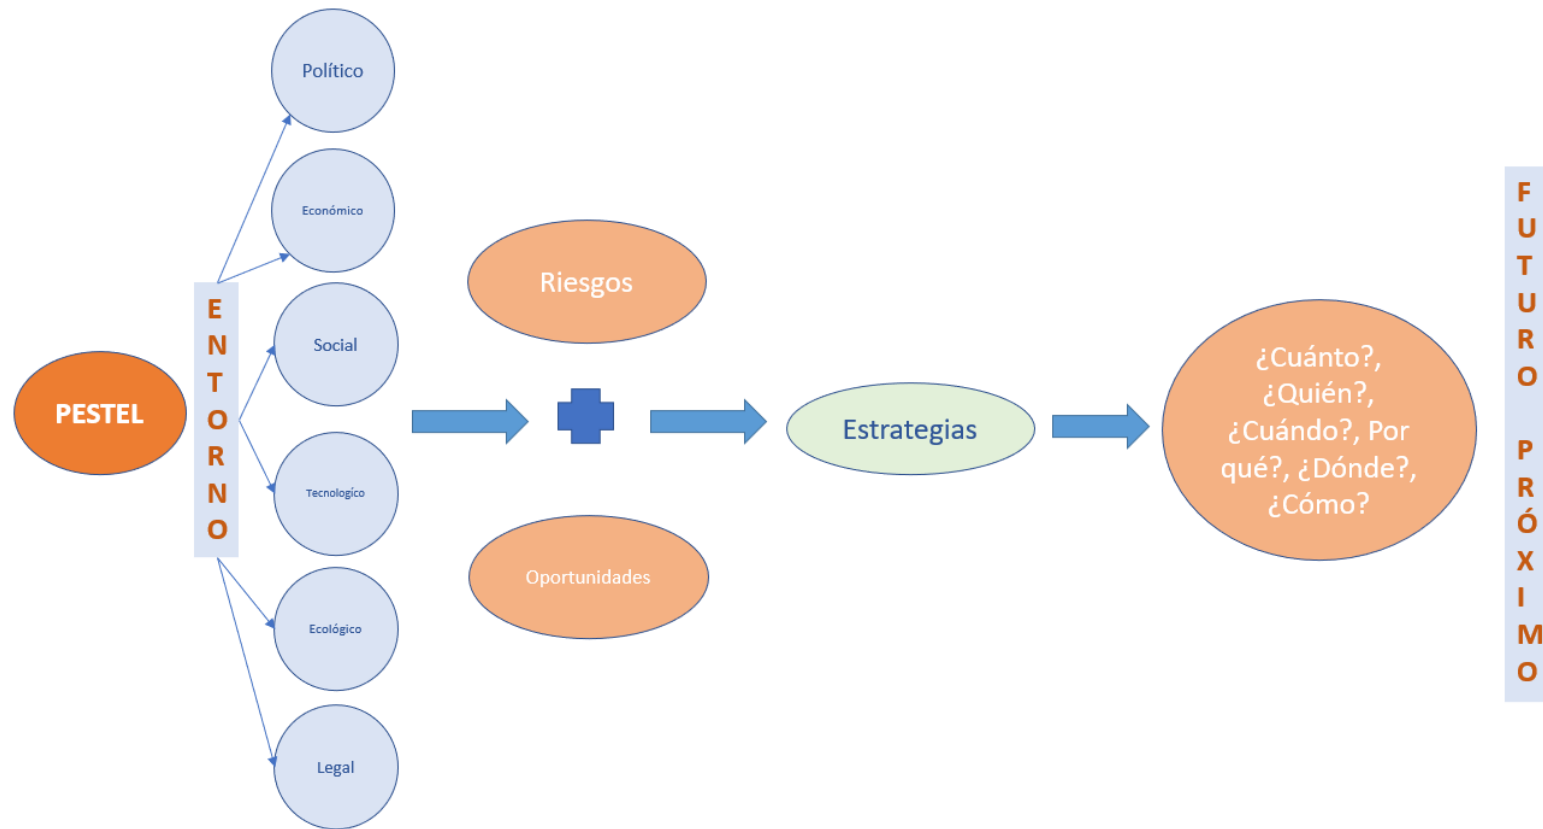 PESTEL
ENTORNO
Político
Económico
Social
Tecnologíco
Ecológico
Legal
Riesgos
Oportunidades
Estrategias
¿Cuánto?,
¿Quién?,
¿Cuándo?, Por
qué?, ¿Dónde?,
¿Cómo?
FUTURO PRÓXIMO